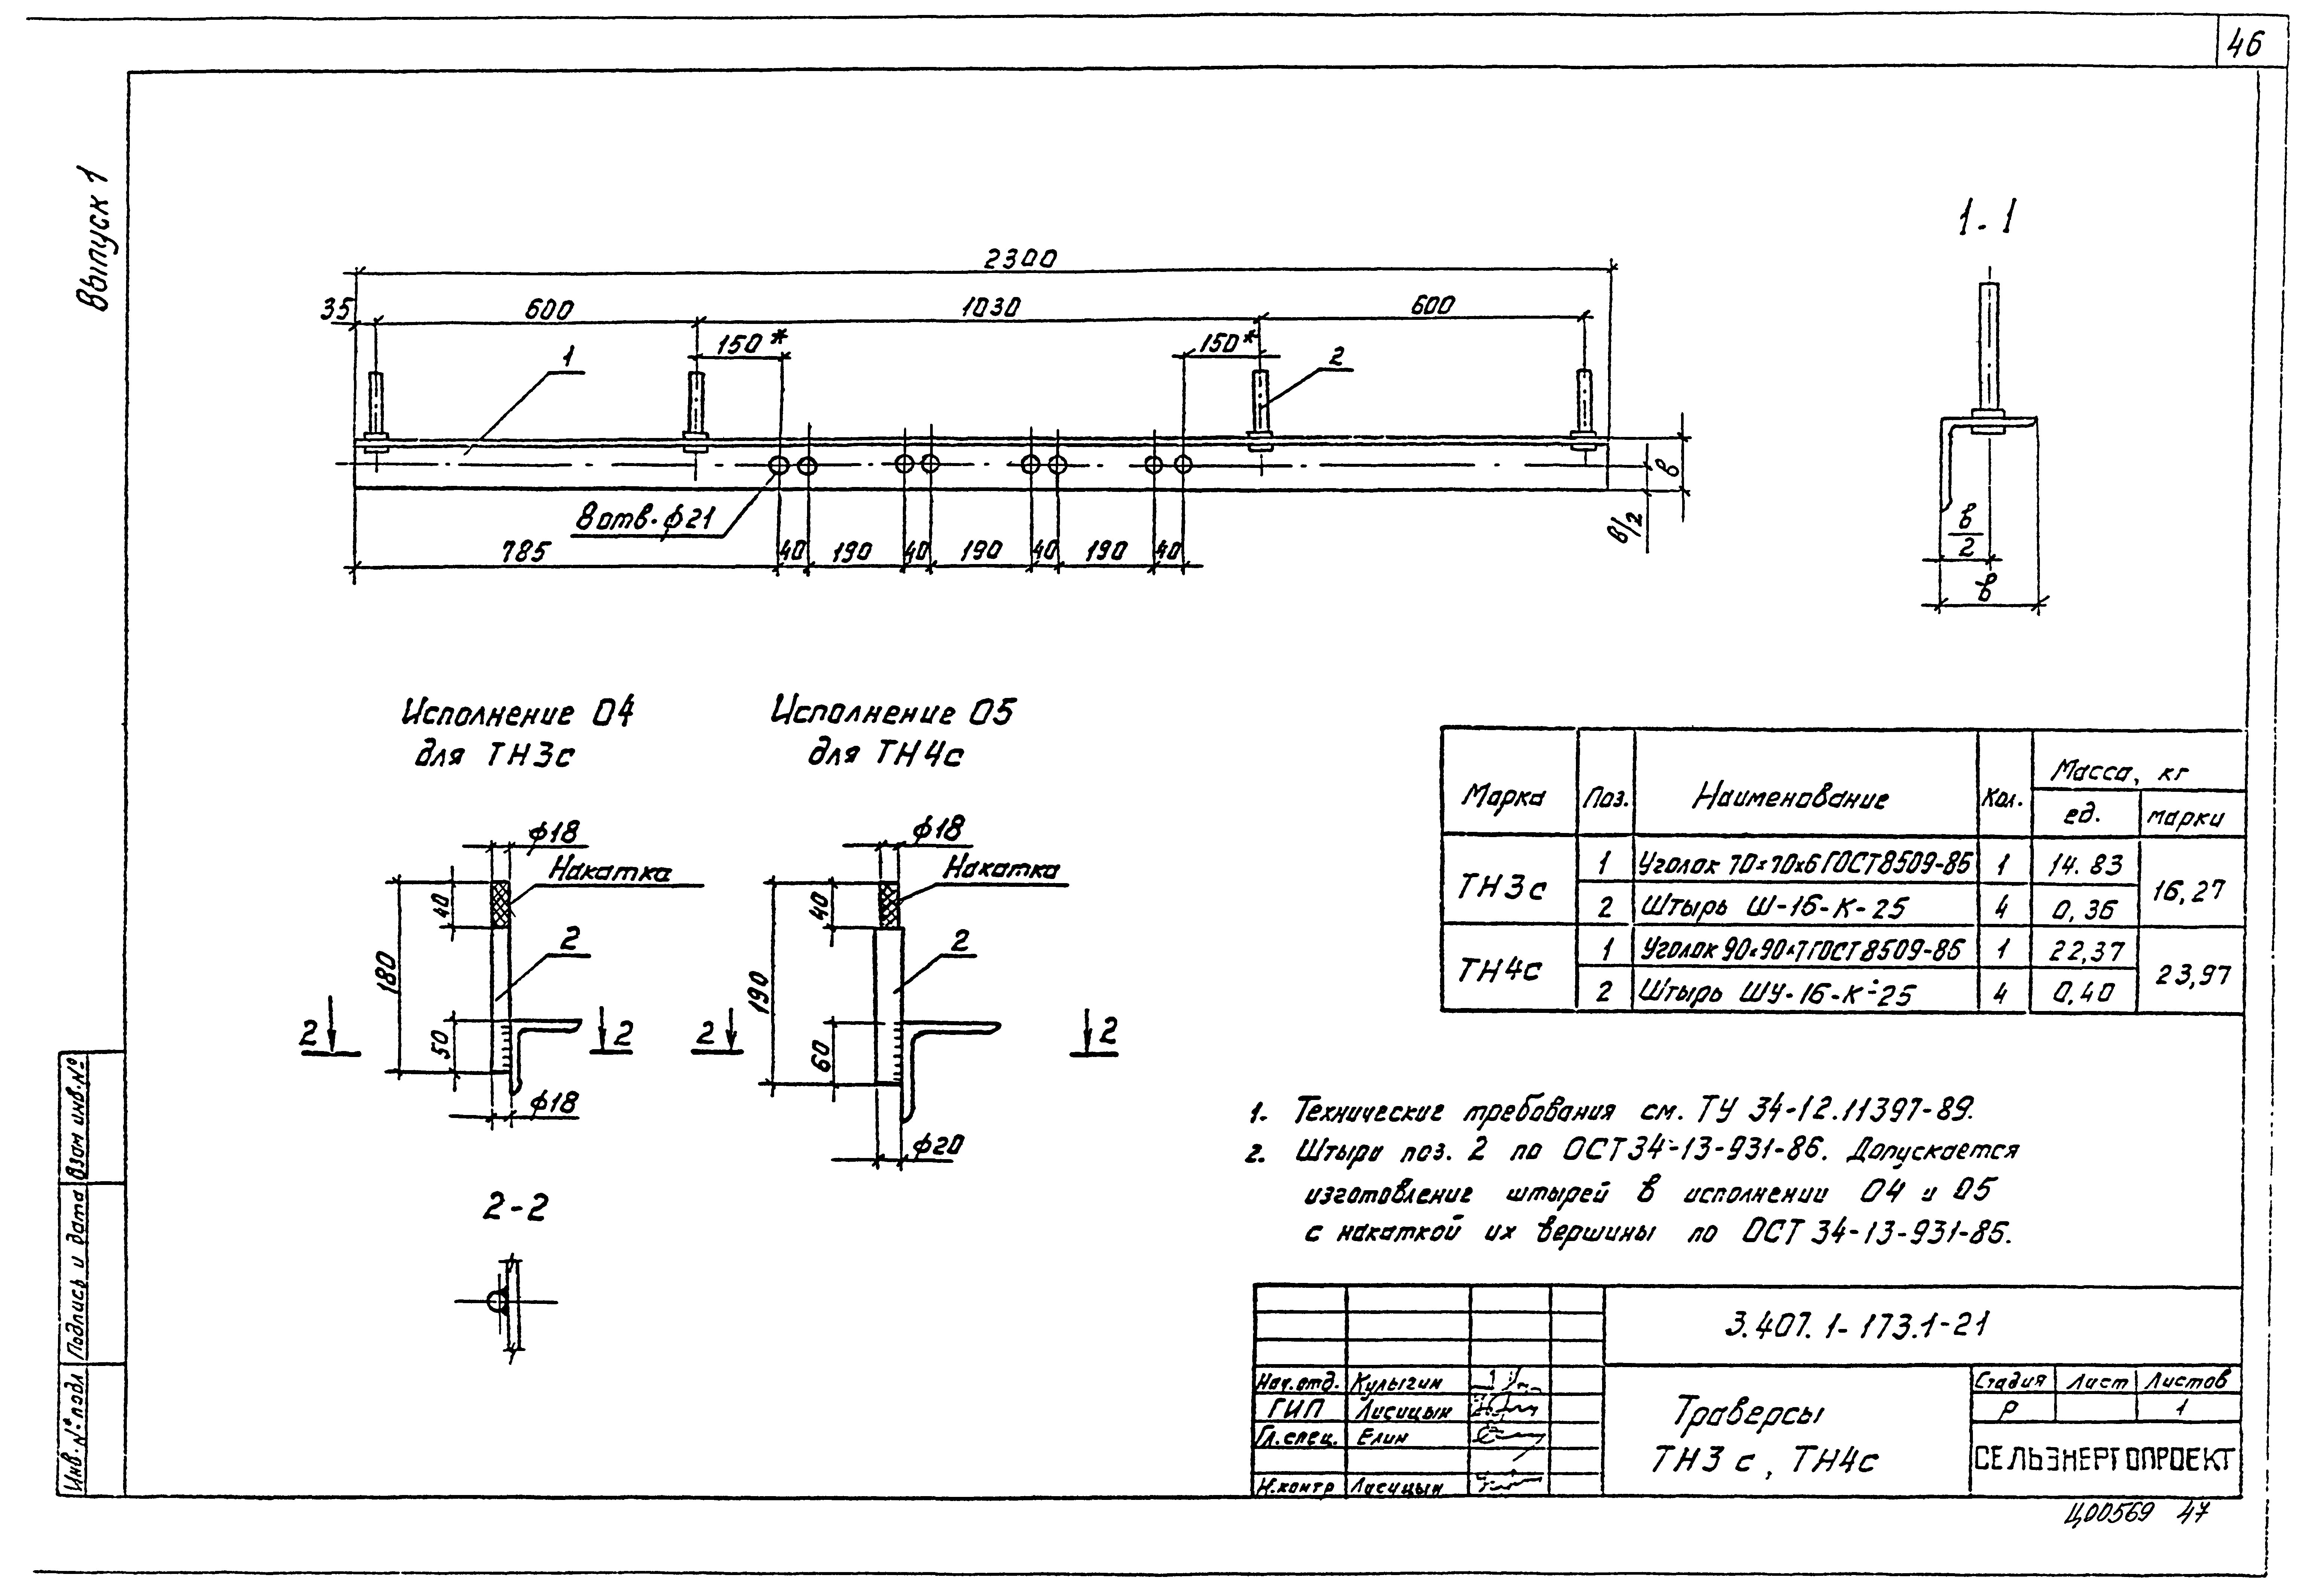 46
Выпуск 1
2300
35 600 1030 600
150* 150*
1 2
8 отв. ф21
785 40 190 40 190 40 190 40
в/2 в
1-1
в/2
в
Исполнение 04
для ТН3с
ф18
Накатка
40
180
2
50
2 2
ф18
Исполнение 05
для ТН4с
ф18
Накатка
40
190
2
60
2 2
ф20
2-2
Марка Поз. Наименование Кол. Масса, кг
ед. марки
ТН3с 1 Уголок 70×70×6 ГОСТ 8509-86 1 14.83 16,27
2 Штырь Ш-16-К-25 4 0,36
ТН4с 1 Уголок 90×90×7 ГОСТ 8509-86 1 22,37 23,97
2 Штырь ШУ-16-К-25 4 0,40
1. Технические требования см. ТУ 34-12.11397-89.
2. Штыри поз. 2 по ОСТ 34-13-931-86. Допускается
изготовление штырей в исполнении 04 и 05
с накаткой их вершины по ОСТ 34-13-931-86.
3.407.1-173.1-21
Нач.отд. Кулыгин
ГИП Лисицын
Гл.спец. Елин
Н.контр Лисицын
Траверсы
ТН3с, ТН4с
Стадия Лист Листов
Р 1
СЕЛЬЭНЕРГОПРОЕКТ
Ц00569 47
Инв.№подл Подпись и дата Взам инв.№